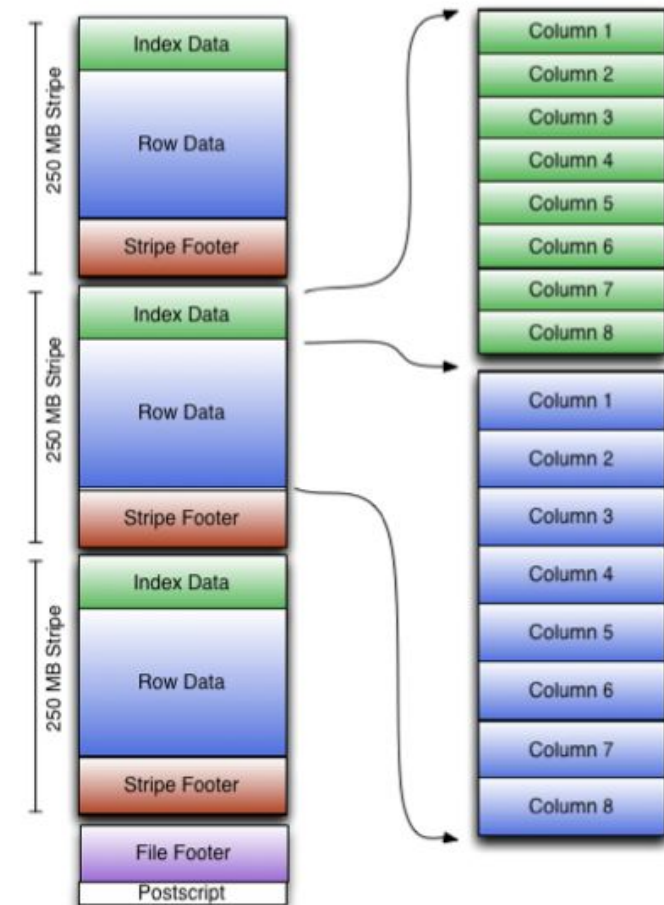 250 MB Stripe
Index Data
Row Data
Stripe Footer
250 MB Stripe
Index Data
Row Data
Stripe Footer
250 MB Stripe
Index Data
Row Data
Stripe Footer
File Footer
Postscript
Column 1
Column 2
Column 3
Column 4
Column 5
Column 6
Column 7
Column 8
Column 1
Column 2
Column 3
Column 4
Column 5
Column 6
Column 7
Column 8